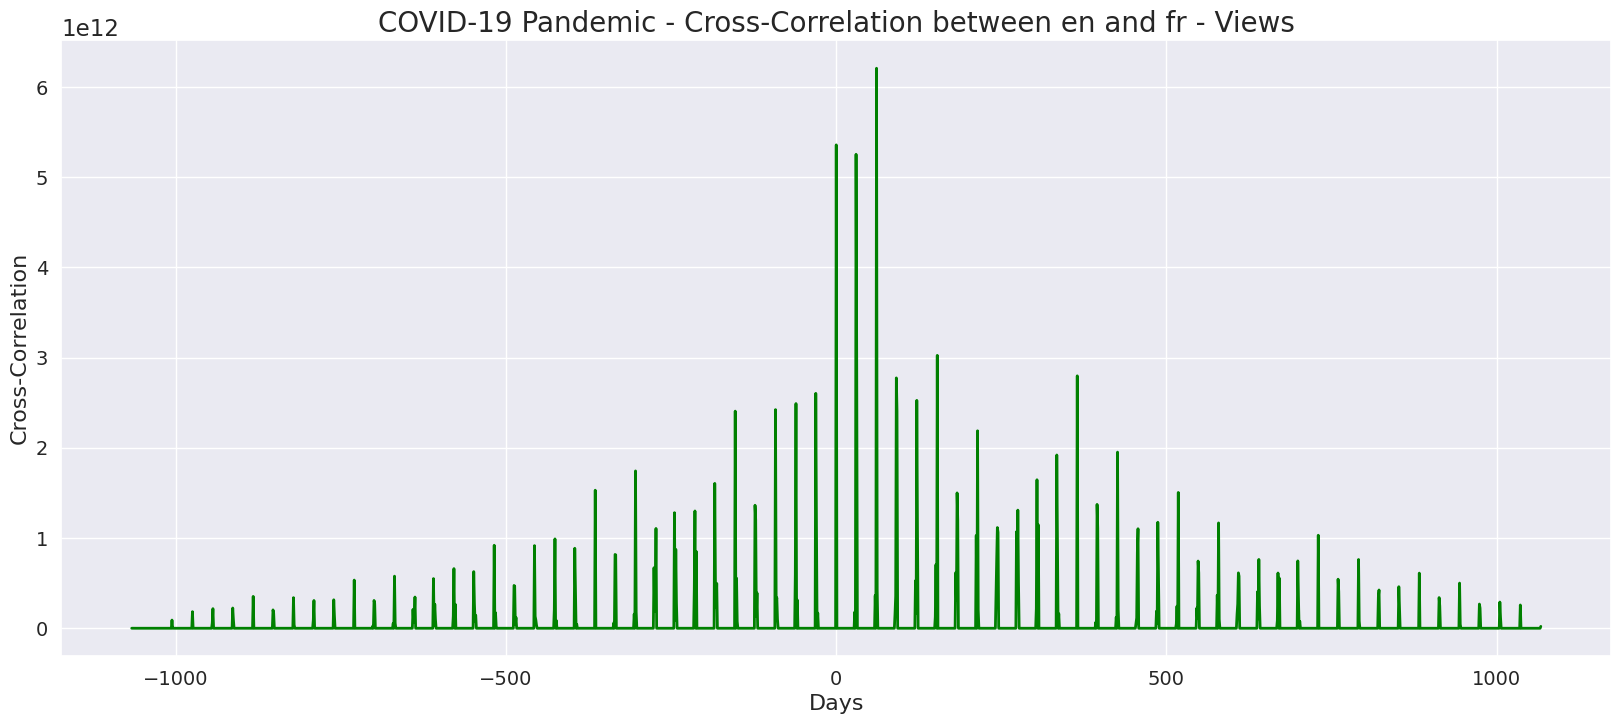 COVID-19 Pandemic - Cross-Correlation between en and fr - Views
1e12
6
5
4
3
2
1
0
Cross-Correlation
−1000 −500 0 500 1000
Days